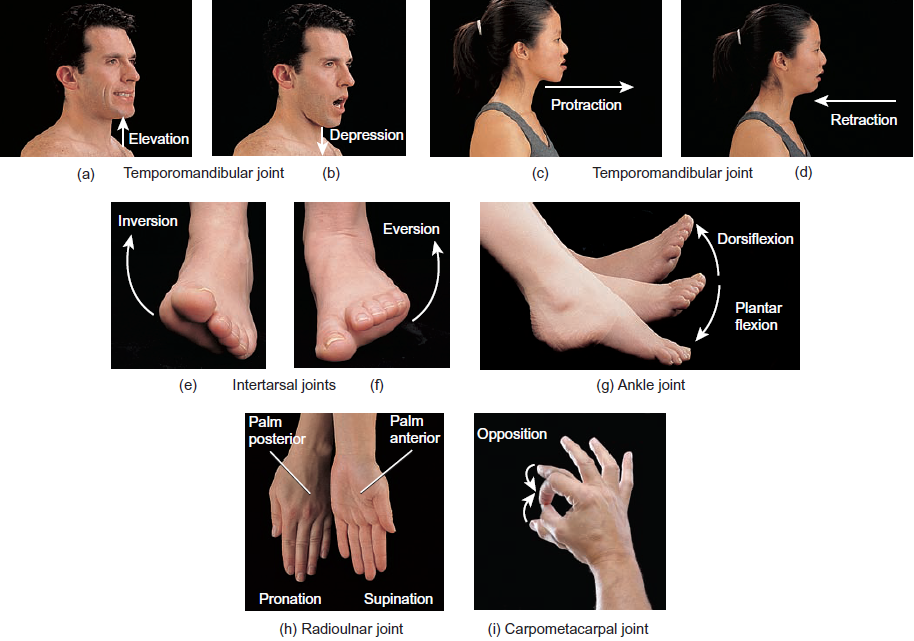 Elevation
Depression
Protraction
Retraction
(a) Temporomandibular joint (b)
(c) Temporomandibular joint (d)
Inversion
Eversion
Dorsiflexion
Plantar
flexion
(e) Intertarsal joints (f)
(g) Ankle joint
Palm
posterior
Palm
anterior
Pronation
Supination
Opposition
(h) Radioulnar joint
(i) Carpometacarpal joint